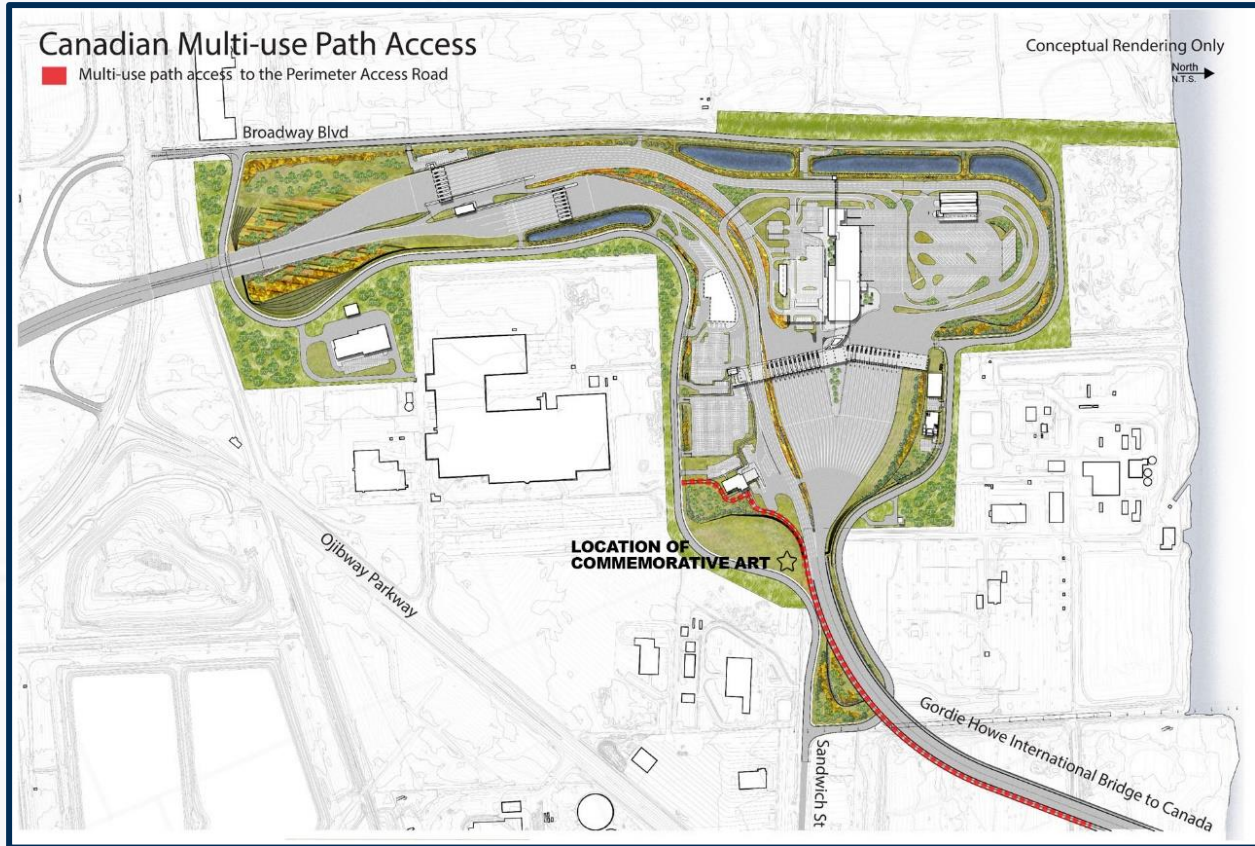 Canadian Multi-use Path Access
Multi-use path access to the Perimeter Access Road
Conceptual Rendering Only
North
N.T.S.
Broadway Blvd
LOCATION OF
COMMEMORATIVE ART
Ojibway Parkway
Gordie Howe International Bridge to Canada
Sandwich St